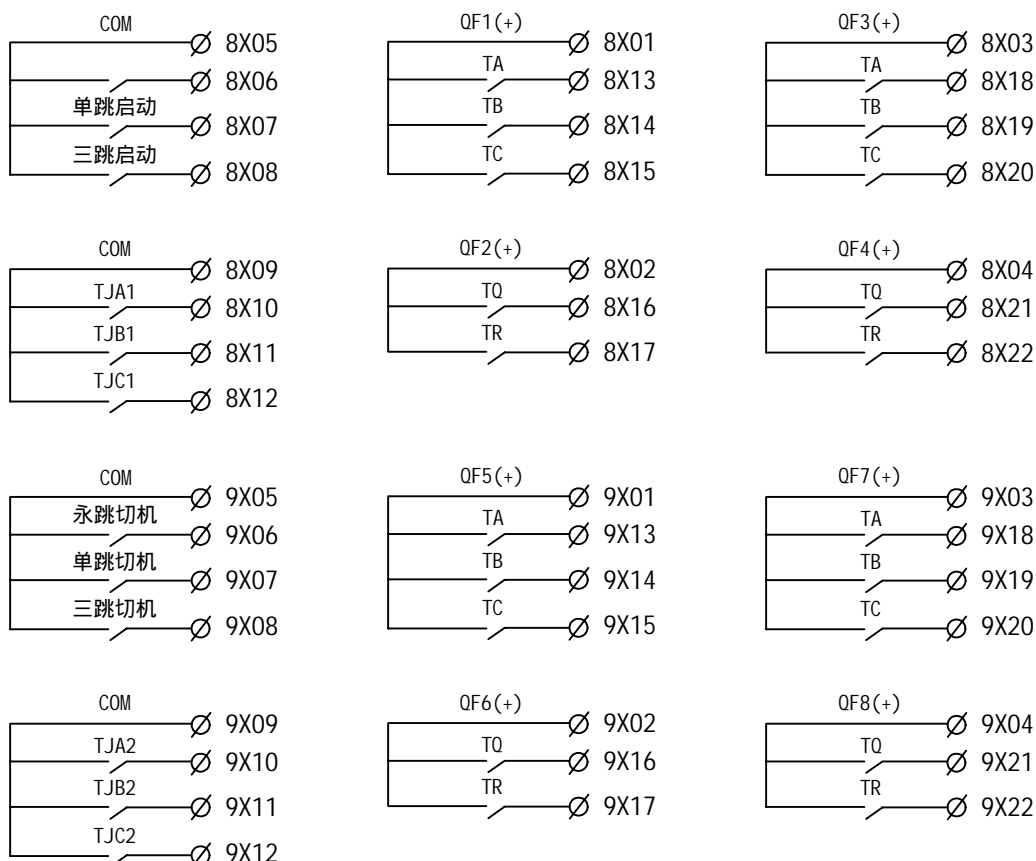 COM
8X05
8X06
单跳启动
8X07
三跳启动
8X08
QF1(+)
8X01
TA
8X13
TB
8X14
TC
8X15
QF3(+)
8X03
TA
8X18
TB
8X19
TC
8X20
COM
8X09
TJA1
8X10
TJB1
8X11
TJC1
8X12
QF2(+)
8X02
TQ
8X16
TR
8X17
QF4(+)
8X04
TQ
8X21
TR
8X22
COM
9X05
永跳切机
9X06
单跳切机
9X07
三跳切机
9X08
QF5(+)
9X01
TA
9X13
TB
9X14
TC
9X15
QF7(+)
9X03
TA
9X18
TB
9X19
TC
9X20
COM
9X09
TJA2
9X10
TJB2
9X11
TJC2
9X12
QF6(+)
9X02
TQ
9X16
TR
9X17
QF8(+)
9X04
TQ
9X21
TR
9X22